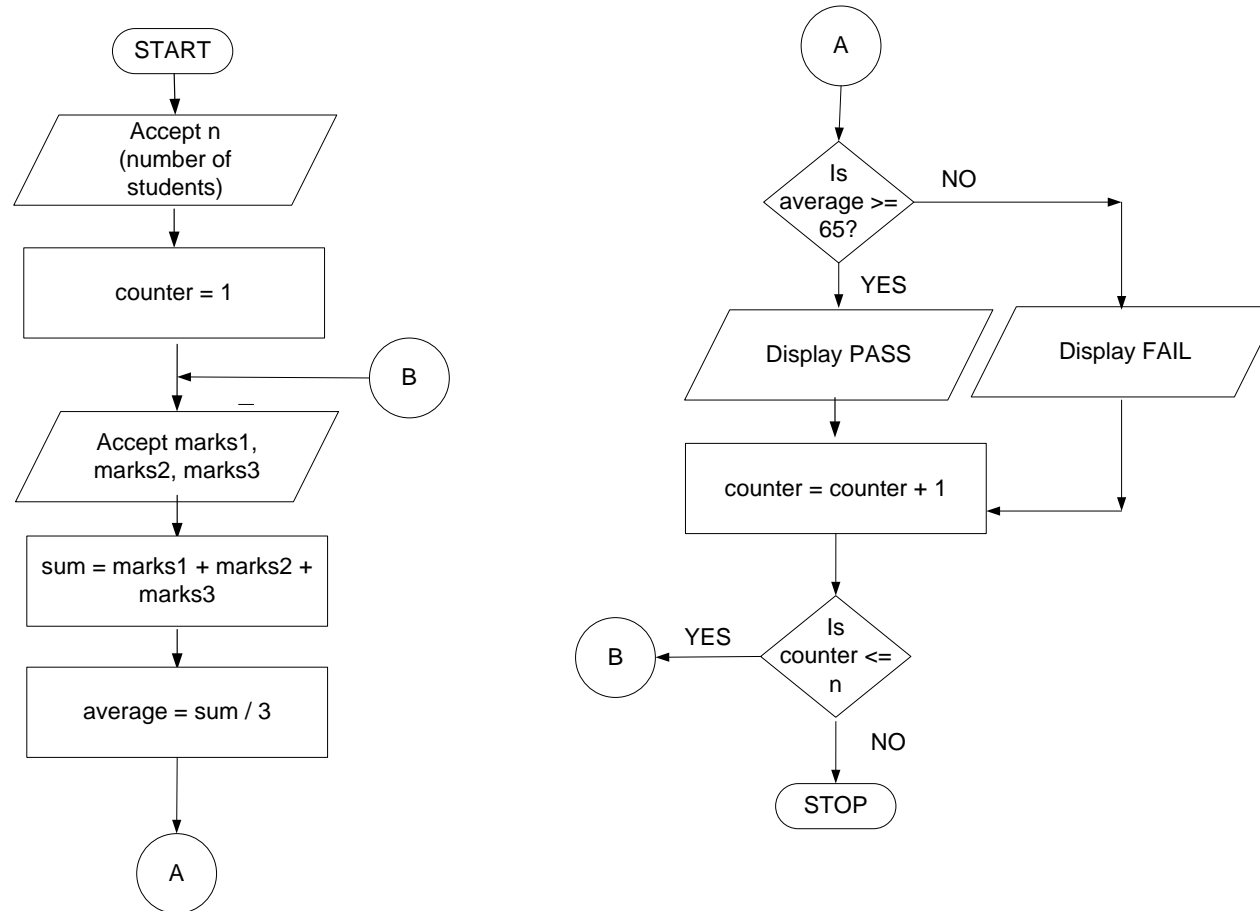 START
Accept n
(number of
students)
counter = 1
B
Accept marks1,
marks2, marks3
sum = marks1 + marks2 +
marks3
average = sum / 3
A
A
Is
average >=
65?
NO
YES
Display PASS
Display FAIL
counter = counter + 1
Is
counter <=
n
YES
B
NO
STOP